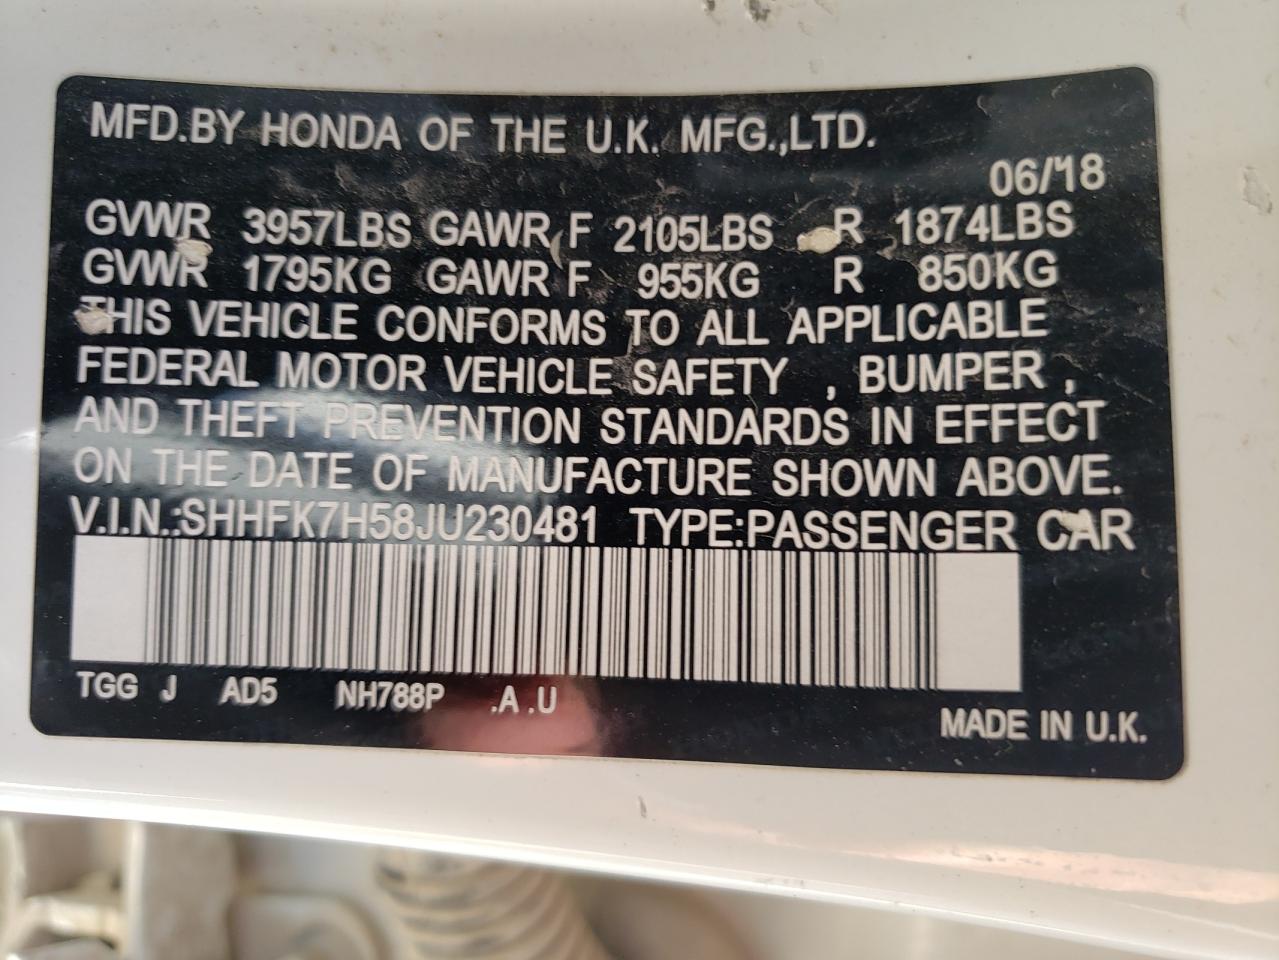 MFD.BY HONDA OF THE U.K. MFG.,LTD.
06/'18
GVWR 3957LBS GAWR F 2105LBS R 1874LBS
GVWR 1795KG GAWR F 955KG R 850KG
THIS VEHICLE CONFORMS TO ALL APPLICABLE
FEDERAL MOTOR VEHICLE SAFETY , BUMPER ,
AND THEFT PREVENTION STANDARDS IN EFFECT
ON THE DATE OF MANUFACTURE SHOWN ABOVE.
V.I.N.:SHHFK7H58JU230481 TYPE:PASSENGER CAR
TGG J AD5 NH788P .A .U
MADE IN U.K.